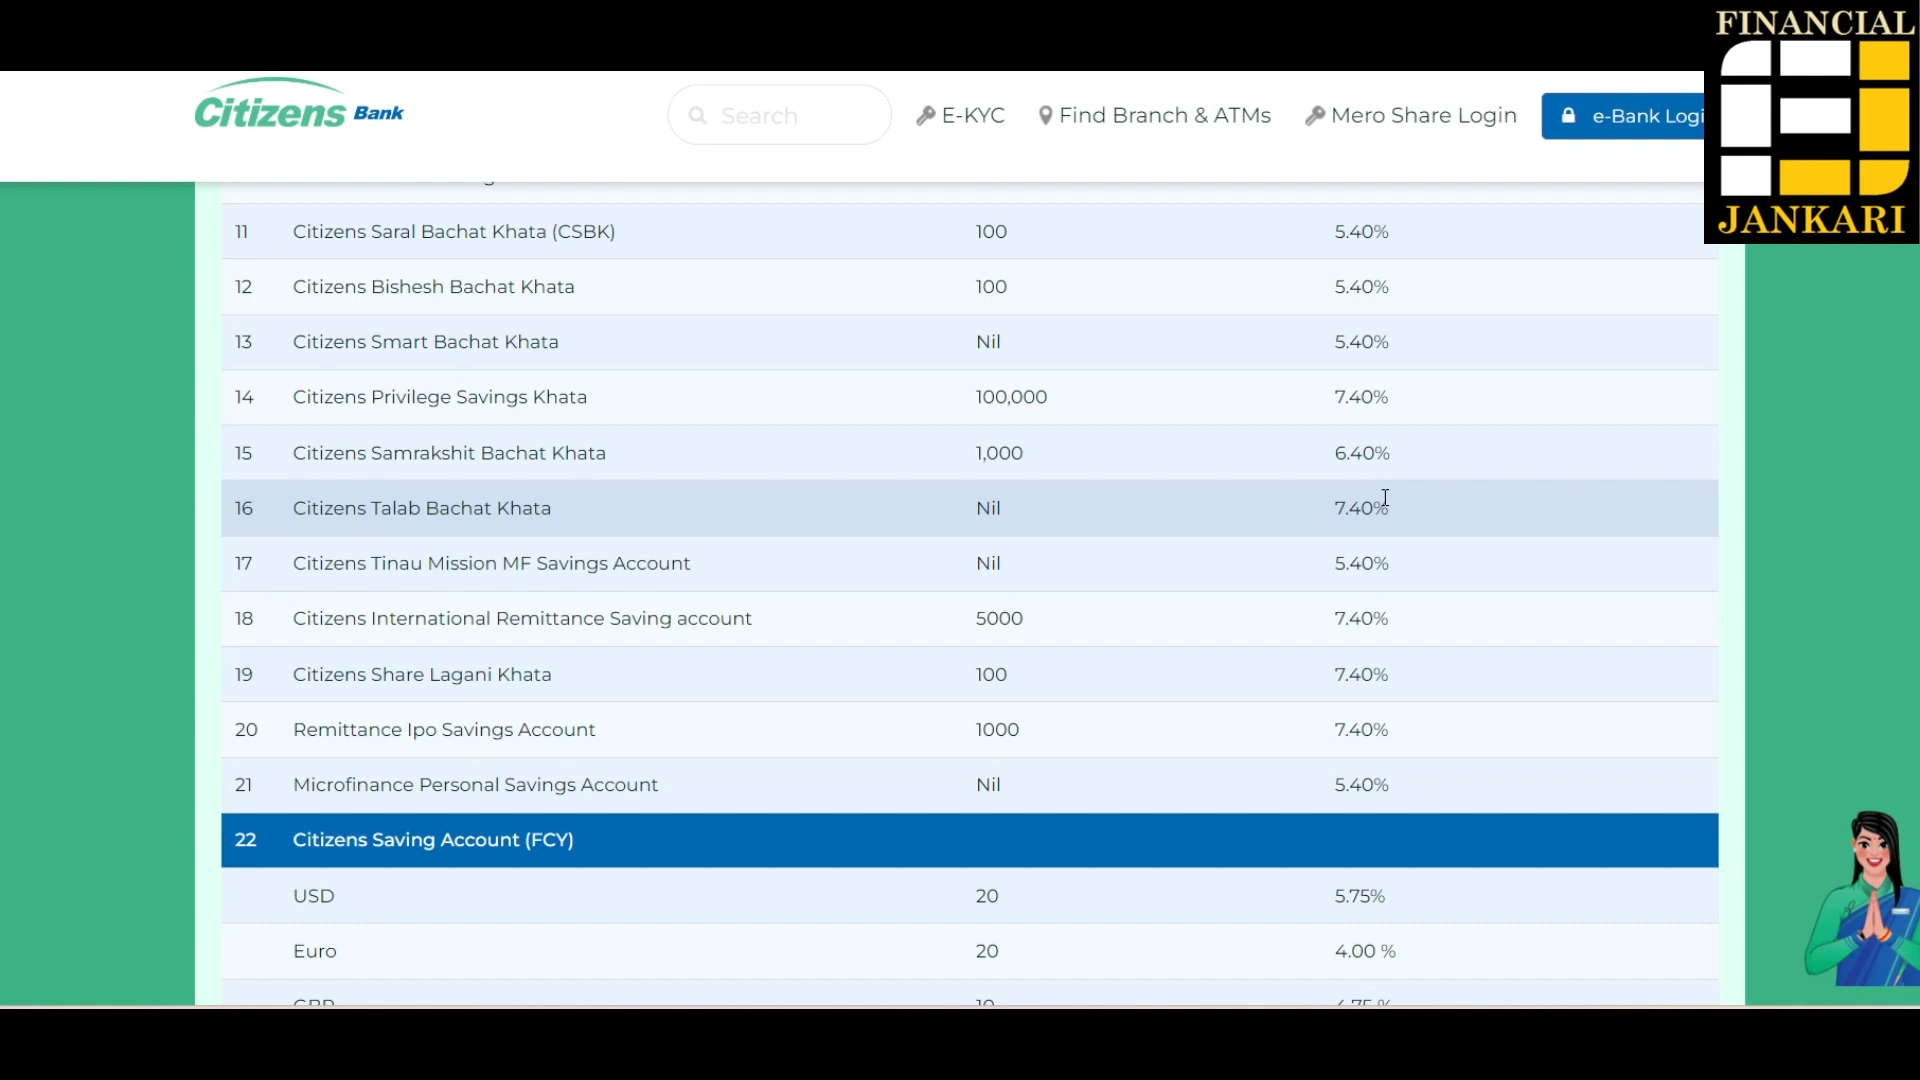 FINANCIAL
JANKARI
Citizens Bank
Search
E-KYC
Find Branch & ATMs
Mero Share Login
e-Bank Logi
11 Citizens Saral Bachat Khata (CSBK) 100 5.40%
12 Citizens Bishesh Bachat Khata 100 5.40%
13 Citizens Smart Bachat Khata Nil 5.40%
14 Citizens Privilege Savings Khata 100,000 7.40%
15 Citizens Samrakshit Bachat Khata 1,000 6.40%
16 Citizens Talab Bachat Khata Nil 7.40%
17 Citizens Tinau Mission MF Savings Account Nil 5.40%
18 Citizens International Remittance Saving account 5000 7.40%
19 Citizens Share Lagani Khata 100 7.40%
20 Remittance Ipo Savings Account 1000 7.40%
21 Microfinance Personal Savings Account Nil 5.40%
22 Citizens Saving Account (FCY)
USD 20 5.75%
Euro 20 4.00 %
GBP 10 4.75 %